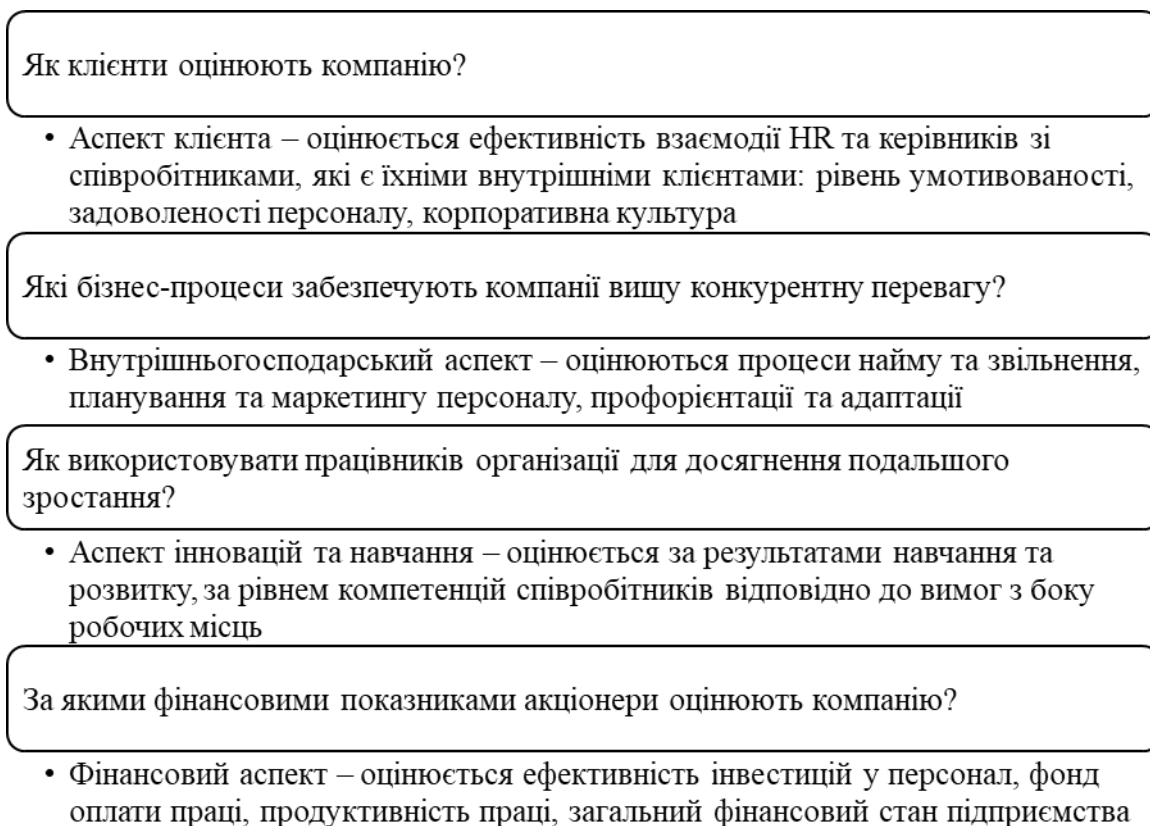 Як клієнти оцінюють компанію?
• Аспект клієнта – оцінюється ефективність взаємодії HR та керівників зі
співробітниками, які є їхніми внутрішніми клієнтами: рівень умотивованості,
задоволеності персоналу, корпоративна культура
Які бізнес-процеси забезпечують компанії вищу конкурентну перевагу?
• Внутрішньогосподарський аспект – оцінюються процеси найму та звільнення,
планування та маркетингу персоналу, профорієнтації та адаптації
Як використовувати працівників організації для досягнення подальшого
зростання?
• Аспект інновацій та навчання – оцінюється за результатами навчання та
розвитку, за рівнем компетенцій співробітників відповідно до вимог з боку
робочих місць
За якими фінансовими показниками акціонери оцінюють компанію?
• Фінансовий аспект – оцінюється ефективність інвестицій у персонал, фонд
оплати праці, продуктивність праці, загальний фінансовий стан підприємства